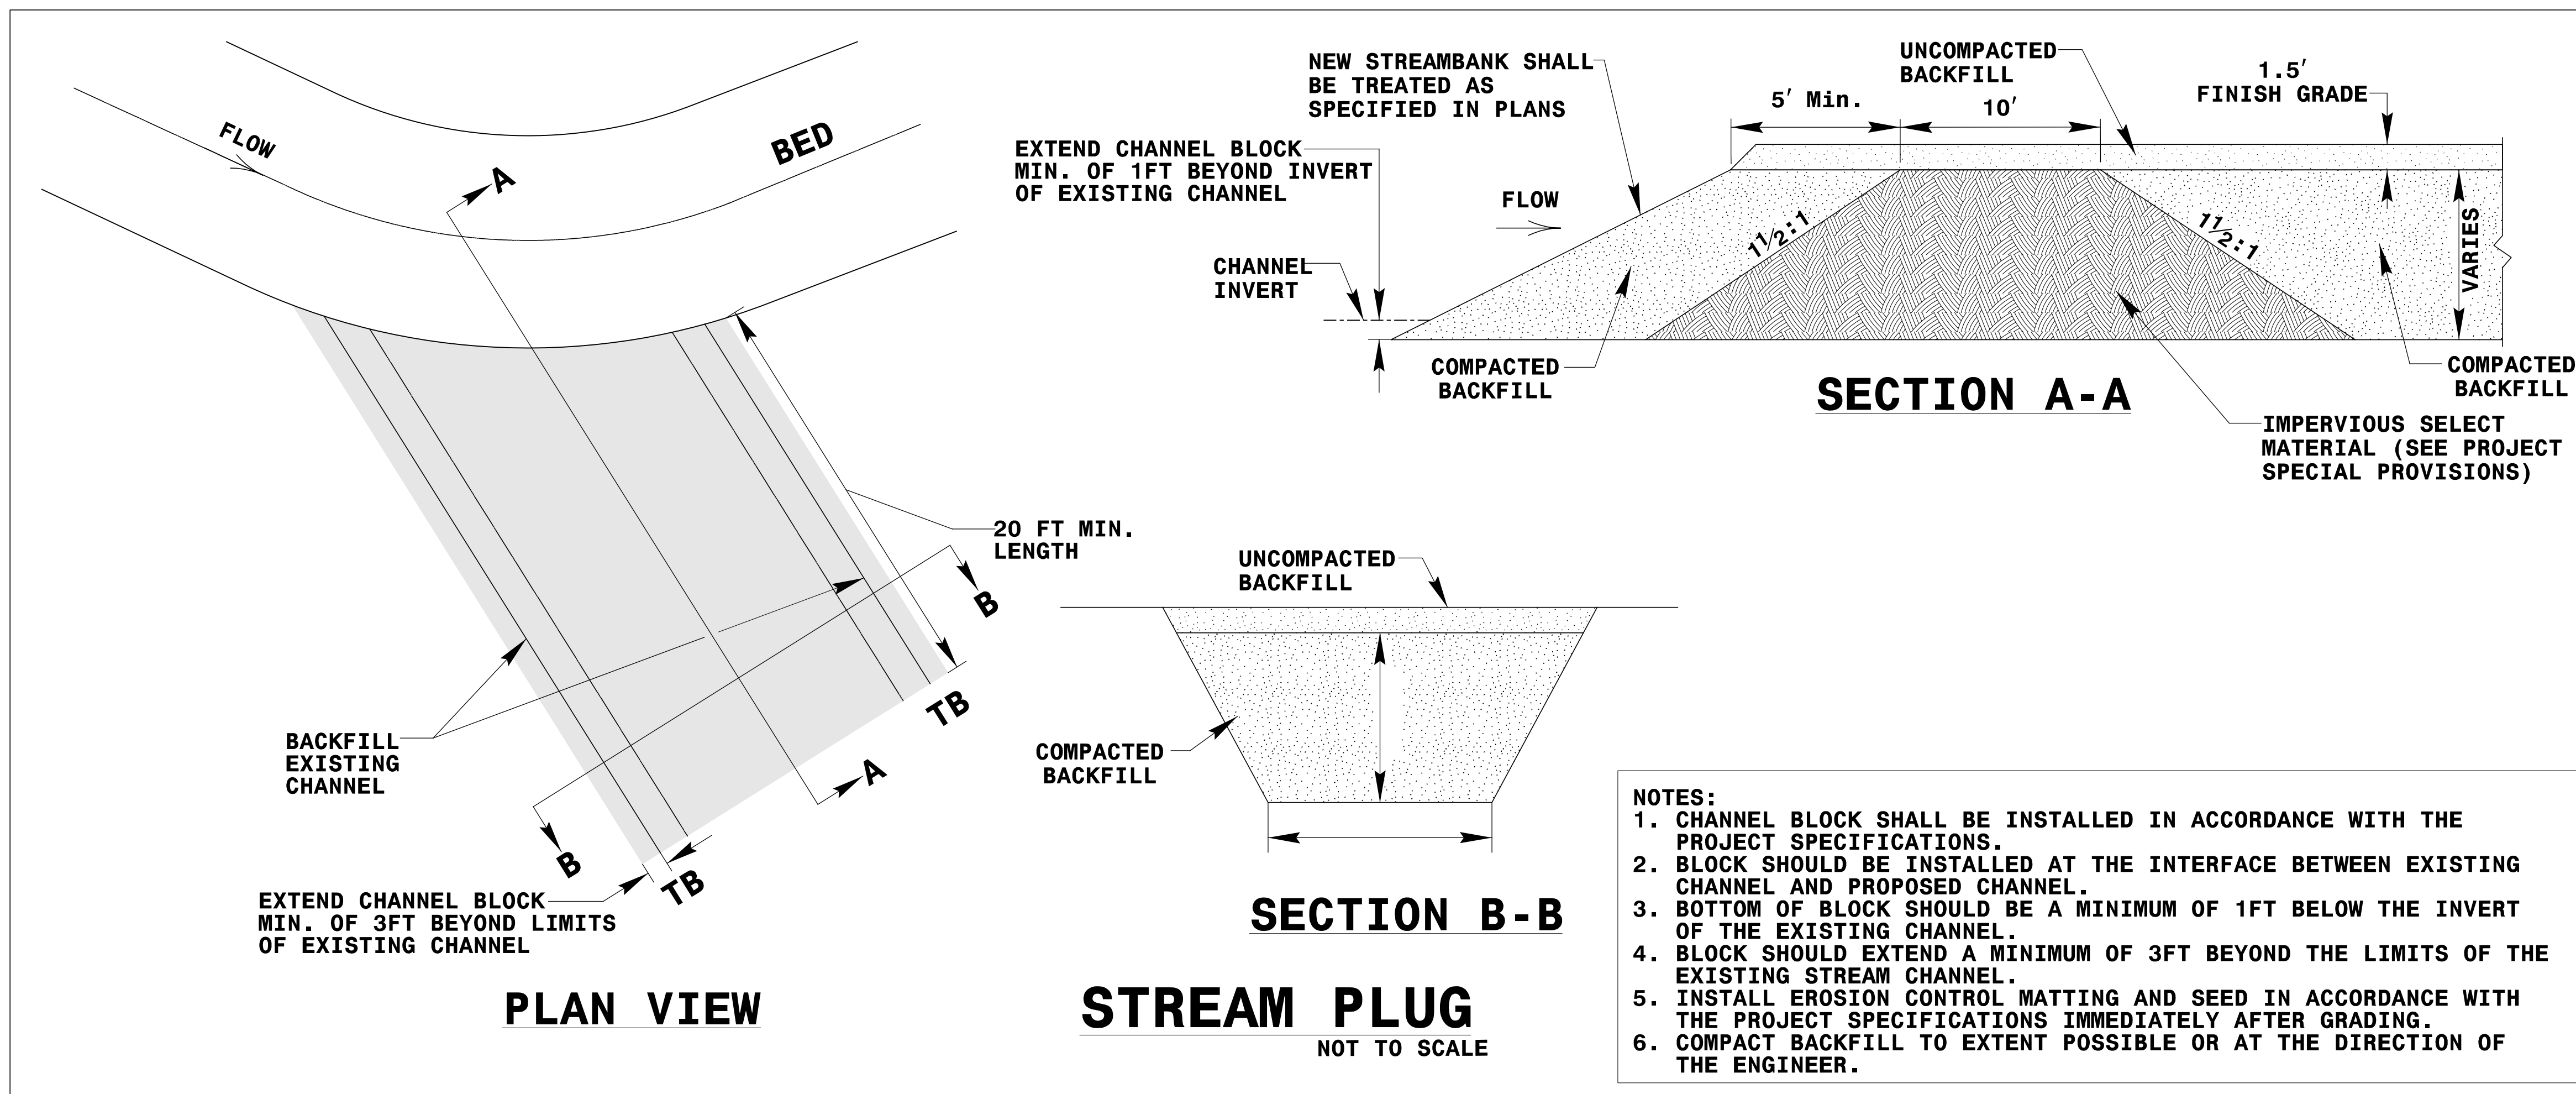 FLOW
BED
A
20 FT MIN.
LENGTH
B
TB
BACKFILL
EXISTING
CHANNEL
A
B
TB
EXTEND CHANNEL BLOCK
MIN. OF 3FT BEYOND LIMITS
OF EXISTING CHANNEL
PLAN VIEW
NEW STREAMBANK SHALL
BE TREATED AS
SPECIFIED IN PLANS
UNCOMPACTED
BACKFILL
1.5'
FINISH GRADE
5' Min.
10'
EXTEND CHANNEL BLOCK
MIN. OF 1FT BEYOND INVERT
OF EXISTING CHANNEL
FLOW
1 1/2:1
1 1/2:1
VARIES
CHANNEL
INVERT
COMPACTED
BACKFILL
COMPACTED
BACKFILL
SECTION A-A
IMPERVIOUS SELECT
MATERIAL (SEE PROJECT
SPECIAL PROVISIONS)
UNCOMPACTED
BACKFILL
COMPACTED
BACKFILL
SECTION B-B
STREAM PLUG
NOT TO SCALE
NOTES:
1. CHANNEL BLOCK SHALL BE INSTALLED IN ACCORDANCE WITH THE
PROJECT SPECIFICATIONS.
2. BLOCK SHOULD BE INSTALLED AT THE INTERFACE BETWEEN EXISTING
CHANNEL AND PROPOSED CHANNEL.
3. BOTTOM OF BLOCK SHOULD BE A MINIMUM OF 1FT BELOW THE INVERT
OF THE EXISTING CHANNEL.
4. BLOCK SHOULD EXTEND A MINIMUM OF 3FT BEYOND THE LIMITS OF THE
EXISTING STREAM CHANNEL.
5. INSTALL EROSION CONTROL MATTING AND SEED IN ACCORDANCE WITH
THE PROJECT SPECIFICATIONS IMMEDIATELY AFTER GRADING.
6. COMPACT BACKFILL TO EXTENT POSSIBLE OR AT THE DIRECTION OF
THE ENGINEER.